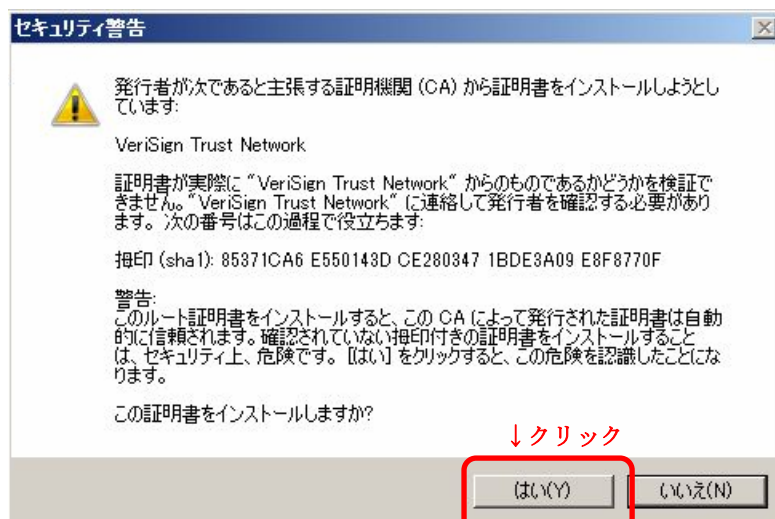 セキュリティ警告
発行者が次であると主張する証明機関 (CA) から証明書をインストールしようとし
ています:
VeriSign Trust Network
証明書が実際に “VeriSign Trust Network” からのものであるかどうかを検証で
きません。“VeriSign Trust Network” に連絡して発行者を確認する必要があり
ます。次の番号はこの過程で役立ちます:
拇印 (sha1): 85371CA6 E550143D CE280347 1BDE3A09 E8F8770F
警告:
このルート証明書をインストールすると、この CA によって発行された証明書は自動
的に信頼されます。確認されていない拇印付きの証明書をインストールすること
は、セキュリティ上、危険です。[はい] をクリックすると、この危険を認識したことにな
ります。
この証明書をインストールしますか?
↓クリック
はい(Y)
いいえ(N)